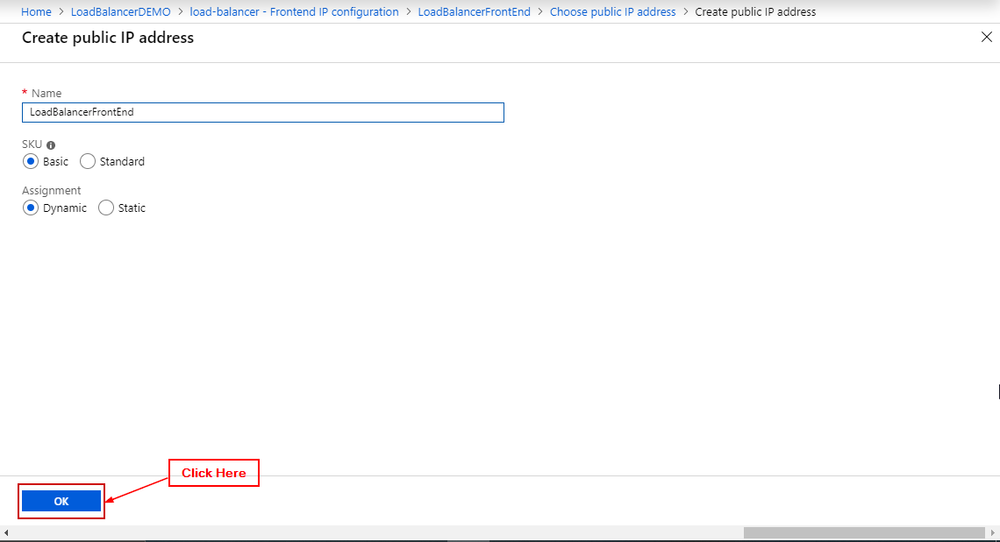 Home > LoadBalancerDEMO > load-balancer - Frontend IP configuration > LoadBalancerFrontEnd > Choose public IP address > Create public IP address
Create public IP address
* Name
LoadBalancerFrontEnd
SKU
Basic Standard
Assignment
Dynamic Static
Click Here
OK